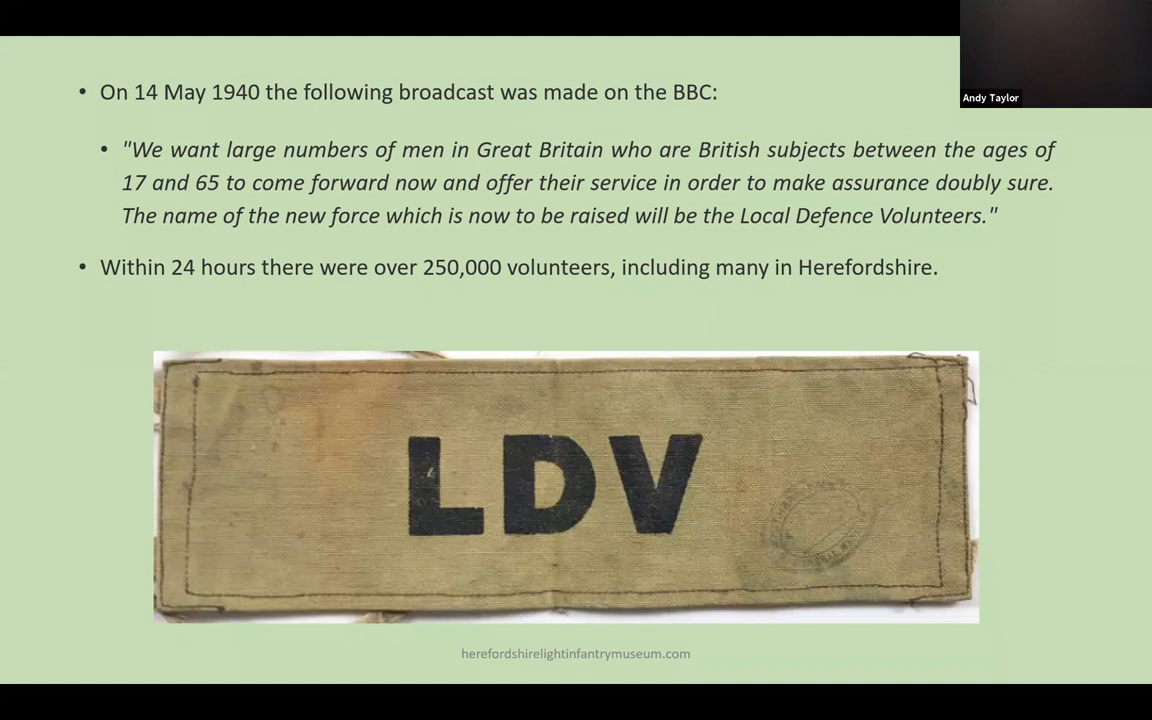 Andy Taylor
• On 14 May 1940 the following broadcast was made on the BBC:
• "We want large numbers of men in Great Britain who are British subjects between the ages of
17 and 65 to come forward now and offer their service in order to make assurance doubly sure.
The name of the new force which is now to be raised will be the Local Defence Volunteers."
• Within 24 hours there were over 250,000 volunteers, including many in Herefordshire.
LDV
herefordshirelightinfantrymuseum.com